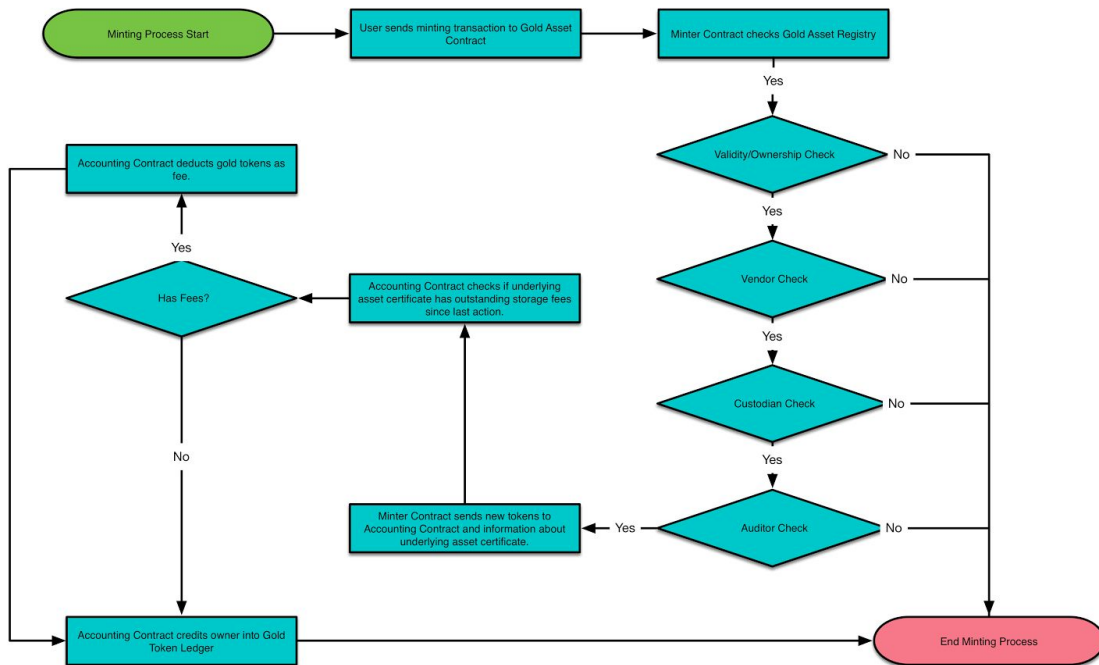 Minting Process Start
User sends minting transaction to Gold Asset
Contract
Minter Contract checks Gold Asset Registry
Yes
Validity/Ownership Check
No
Accounting Contract deducts gold tokens as
fee.
Yes
Yes
Has Fees?
Accounting Contract checks if underlying
asset certificate has outstanding storage fees
since last action.
Vendor Check
No
Yes
Custodian Check
No
No
Yes
Minter Contract sends new tokens to
Accounting Contract and information about
underlying asset certificate.
Yes
Auditor Check
No
Accounting Contract credits owner into Gold
Token Ledger
End Minting Process